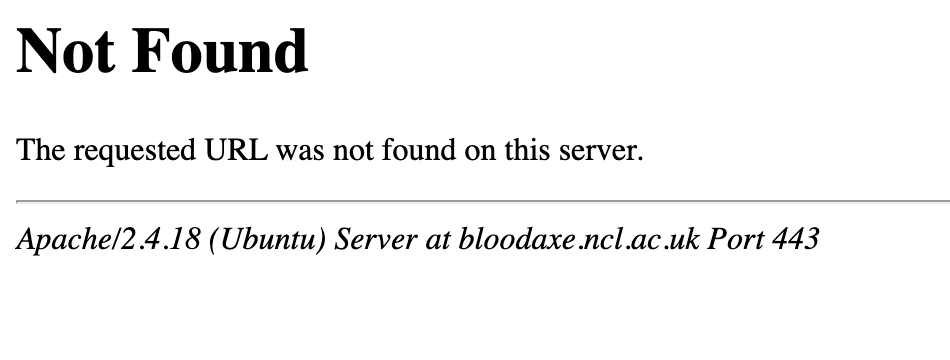 Not Found
The requested URL was not found on this server.
Apache/2.4.18 (Ubuntu) Server at bloodaxe.ncl.ac.uk Port 443